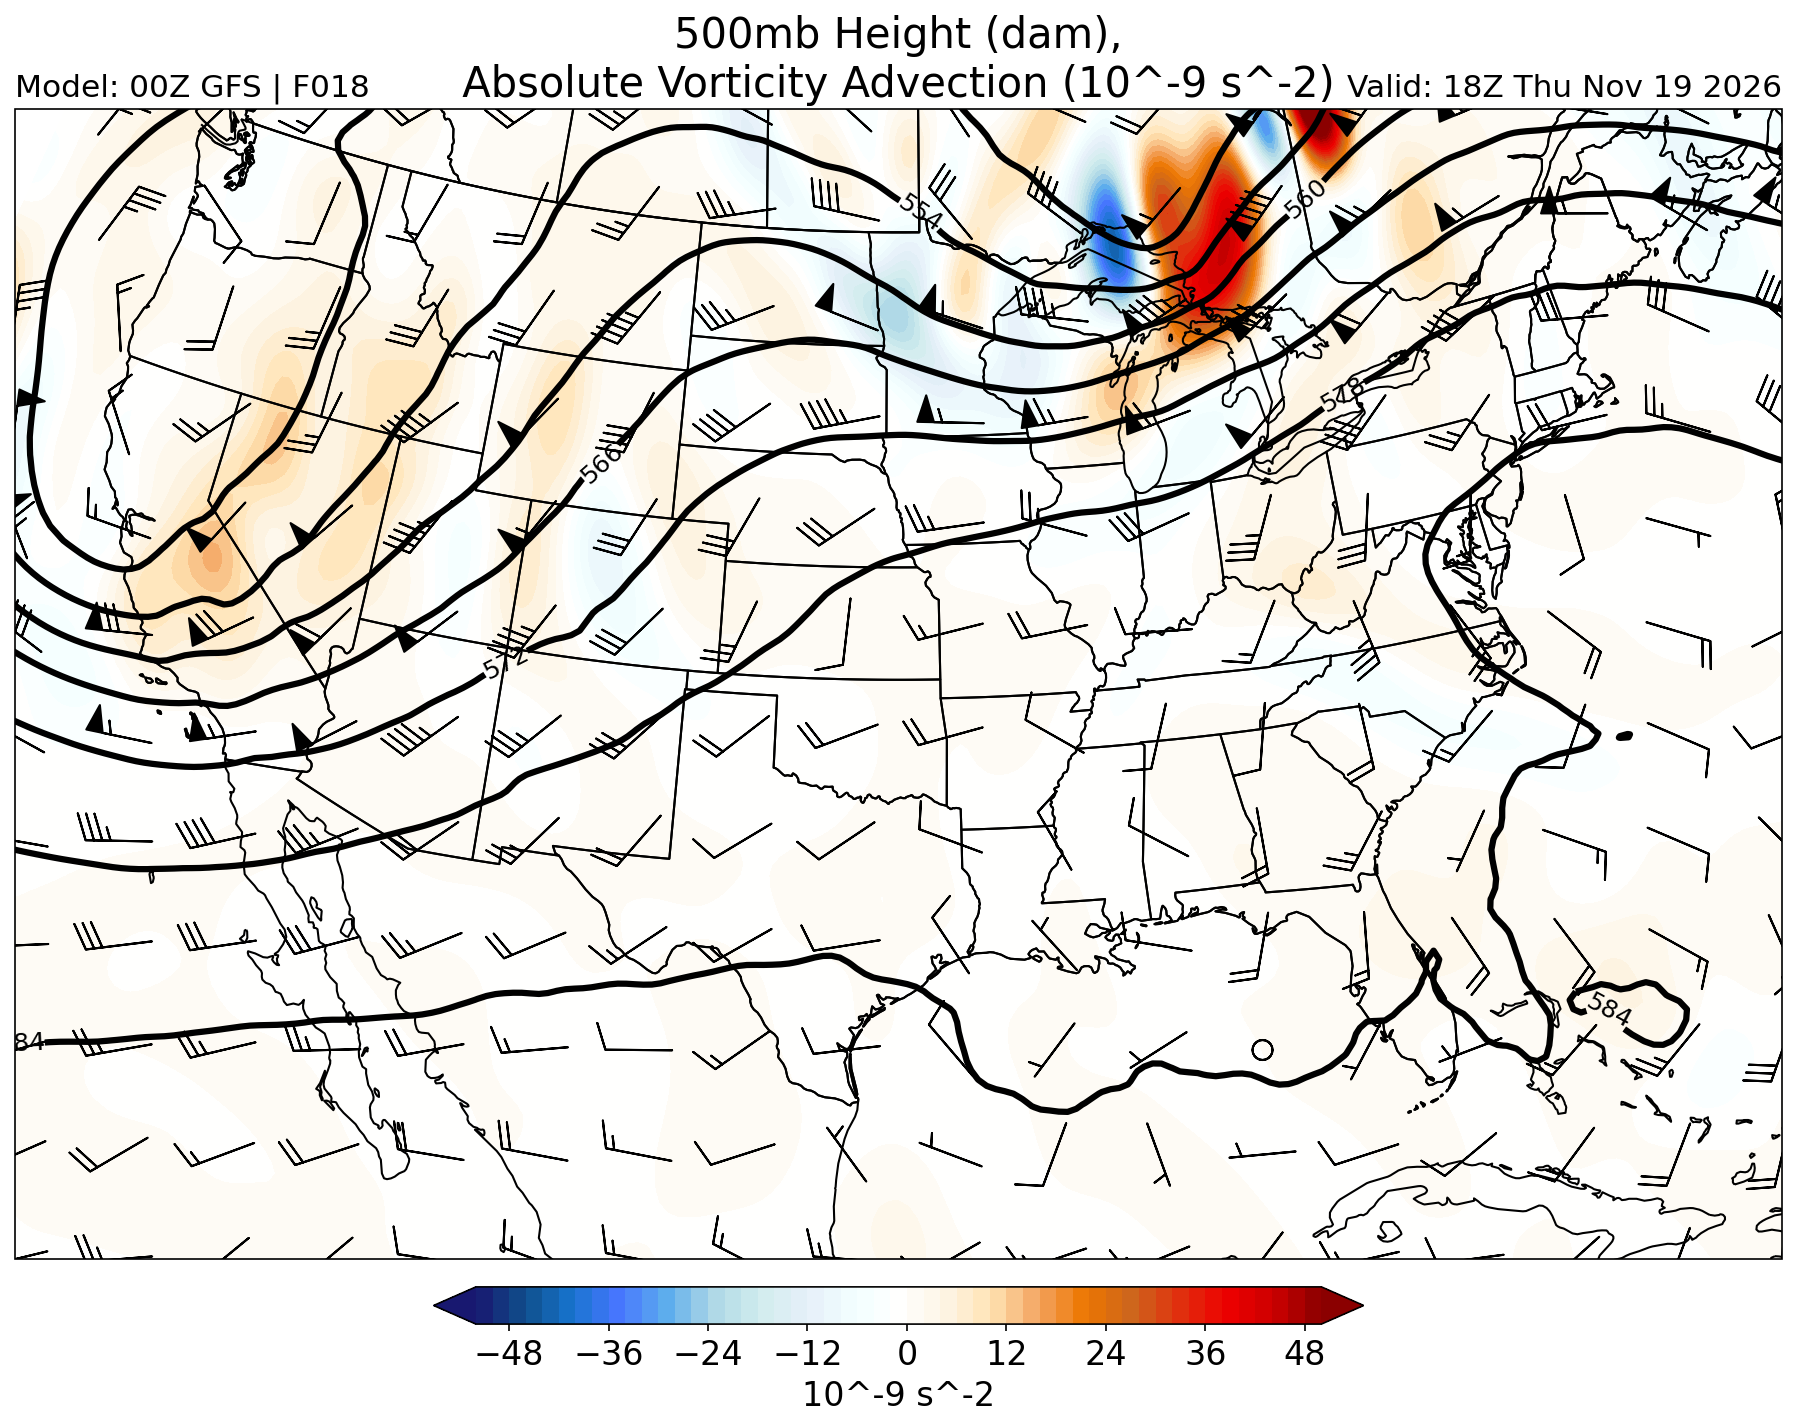 500mb Height (dam),
Model: 00Z GFS | F018
Absolute Vorticity Advection (10^-9 s^-2)
Valid: 18Z Thu Nov 19 2026
554
560
578
566
572
584
84
−48 −36 −24 −12 0 12 24 36 48
10^-9 s^-2